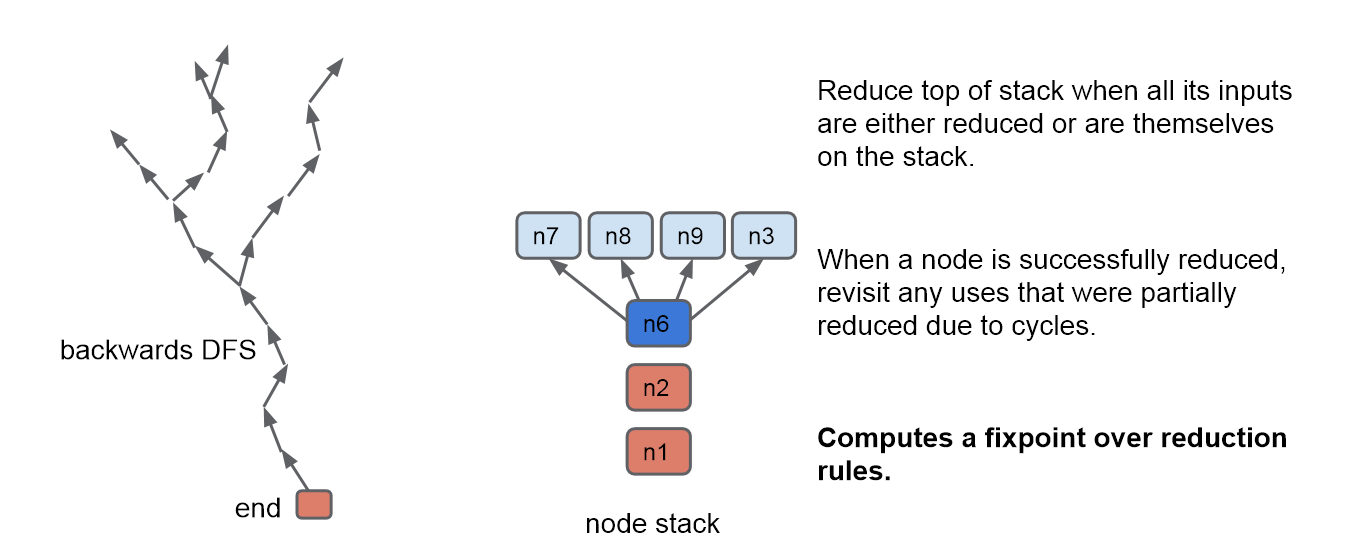 Reduce top of stack when all its inputs
are either reduced or are themselves
on the stack.
n7 n8 n9 n3
When a node is successfully reduced,
revisit any uses that were partially
reduced due to cycles.
n6
backwards DFS
n2
Computes a fixpoint over reduction
rules.
n1
end
node stack